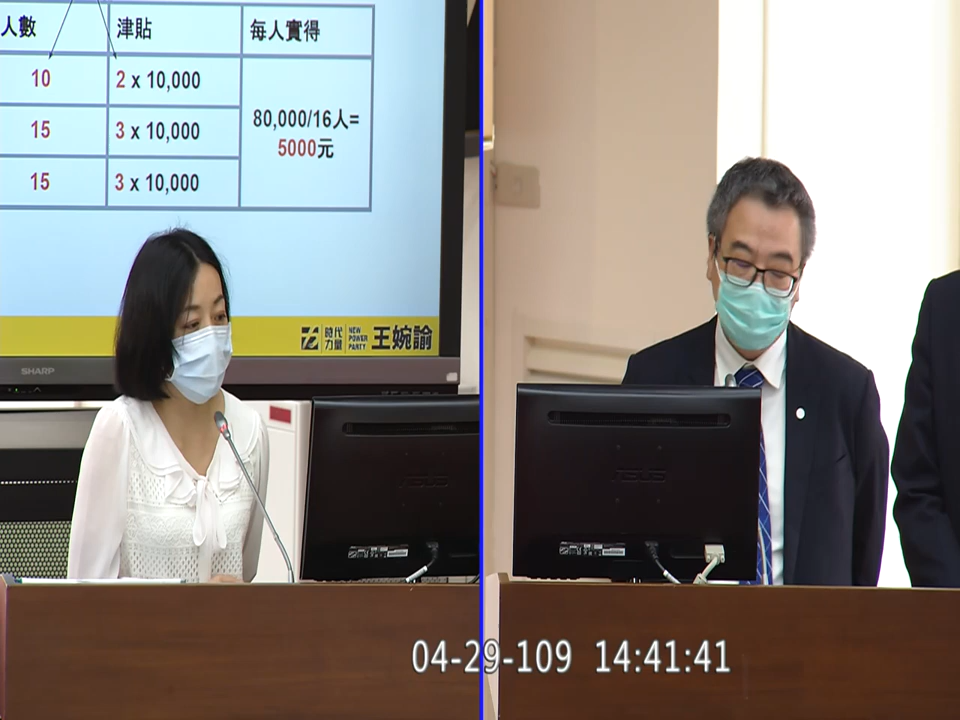 人數 津貼 每人實得
10 2 x 10,000
80,000/16人=
15 3 x 10,000
5000元
15 3 x 10,000
時代力量 NEW POWER PARTY 王婉諭
SHARP
ASUS
04-29-109 14:41:41